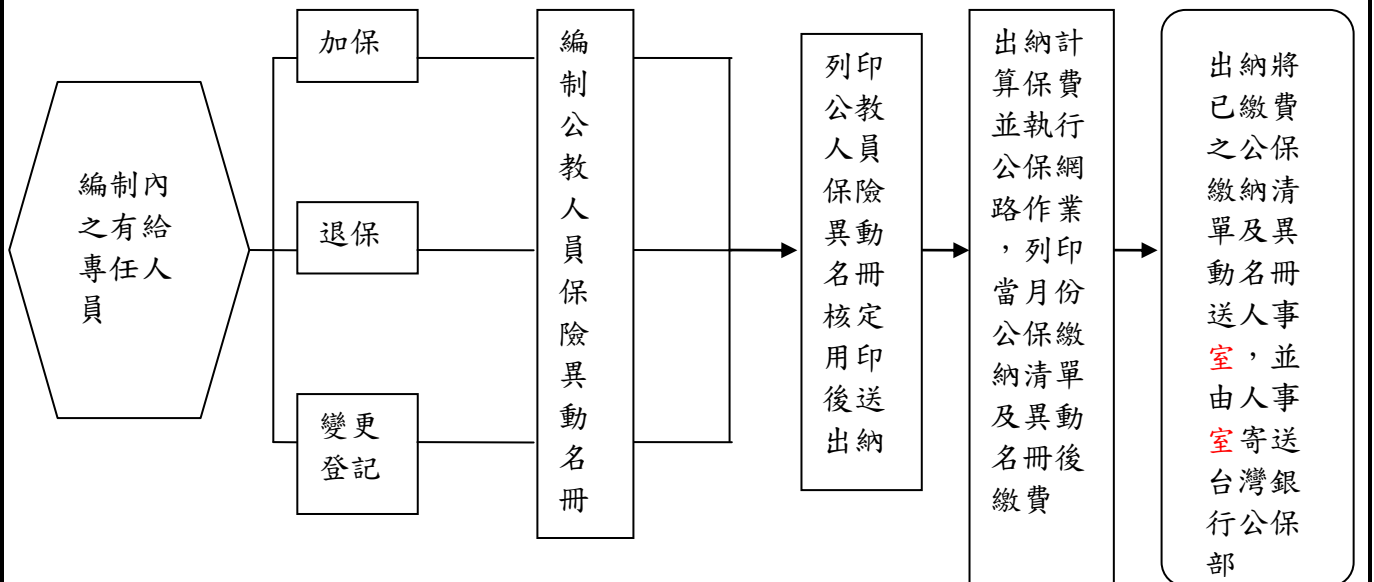 編制內
之有給
專任人
員
加保
退保
變更
登記
編
制
公
教
人
員
保
險
異
動
名
冊
列印
公教
人員
保險
異動
名冊
核定
用印
後送
出納
出納計
算保費
並執行
公保網
路作業
，列印
當月份
公保繳
納清單
及異動
名冊後
繳費
出納將
已繳費
之公保
繳納清
單及異
動名冊
送人事
室，並
由人事
室寄送
台灣銀
行公保
部